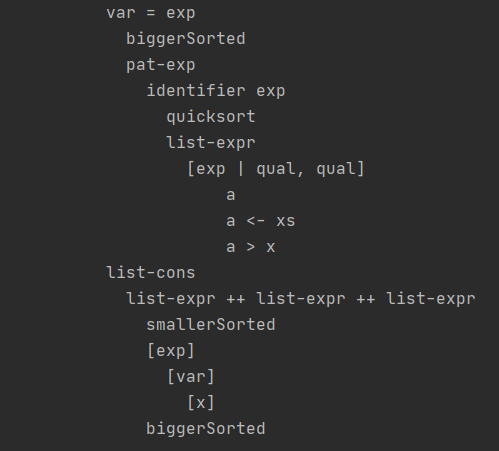 var = exp
biggerSorted
pat-exp
identifier exp
quicksort
list-expr
[exp | qual, qual]
a
a <- xs
a > x
list-cons
list-expr ++ list-expr ++ list-expr
smallerSorted
[exp]
[var]
[x]
biggerSorted